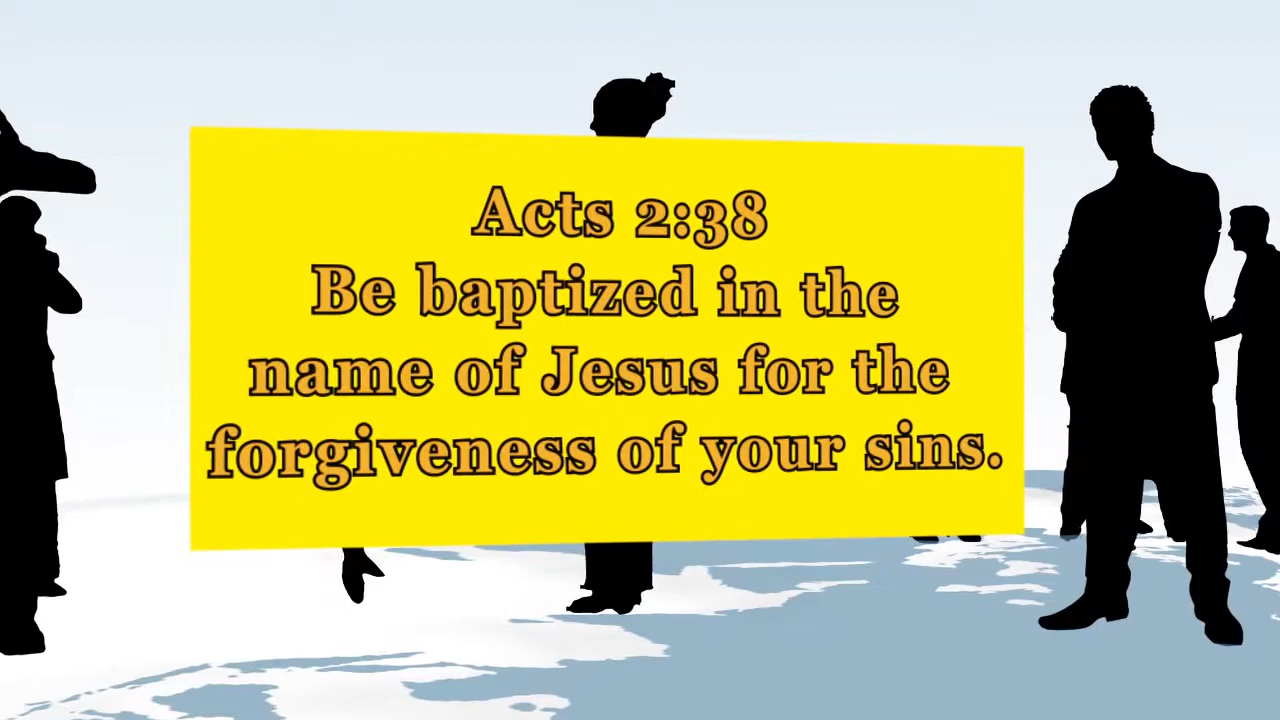 Acts 2:38
Be baptized in the
name of Jesus for the
forgiveness of your sins.